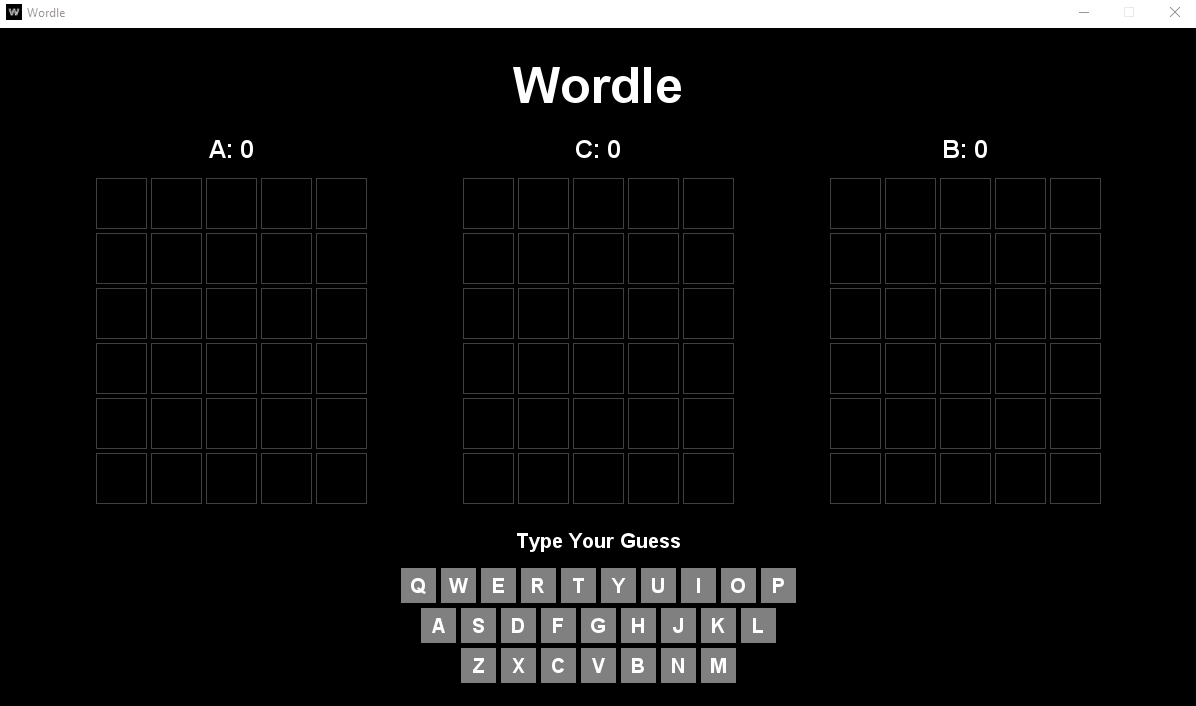 Wordle
Wordle
A: 0 C: 0 B: 0
Type Your Guess
Q W E R T Y U I O P
A S D F G H J K L
Z X C V B N M